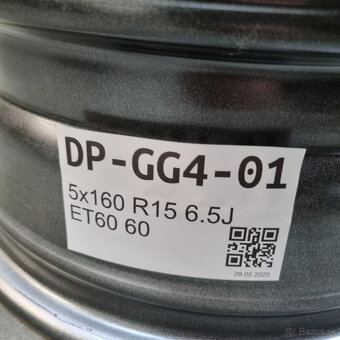 DP-GG4-01
5x160 R15 6.5J
ET60 60
29.05.2025
Bazos.sk